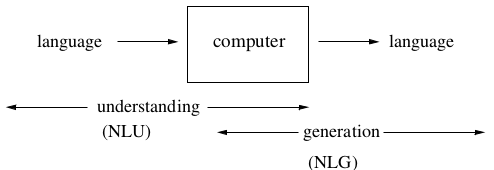 language computer language
understanding
(NLU)
generation
(NLG)